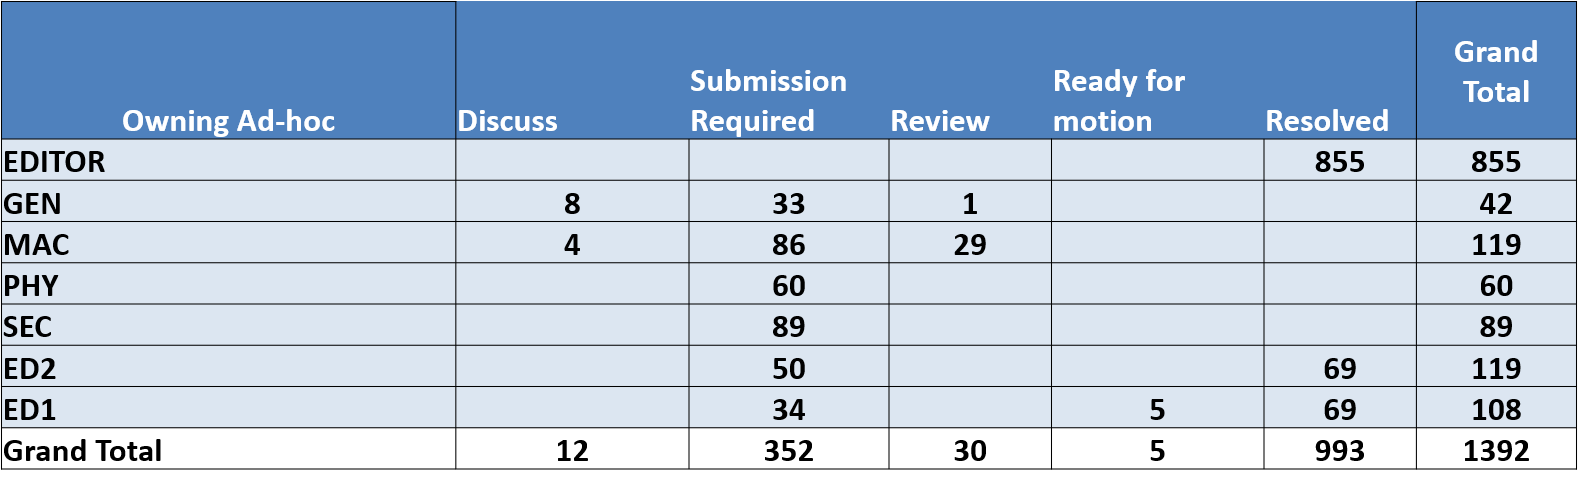 Owning Ad-hoc Discuss Submission Required Review Ready for motion Resolved Grand Total
EDITOR 855 855
GEN 8 33 1 42
MAC 4 86 29 119
PHY 60 60
SEC 89 89
ED2 50 69 119
ED1 34 5 69 108
Grand Total 12 352 30 5 993 1392